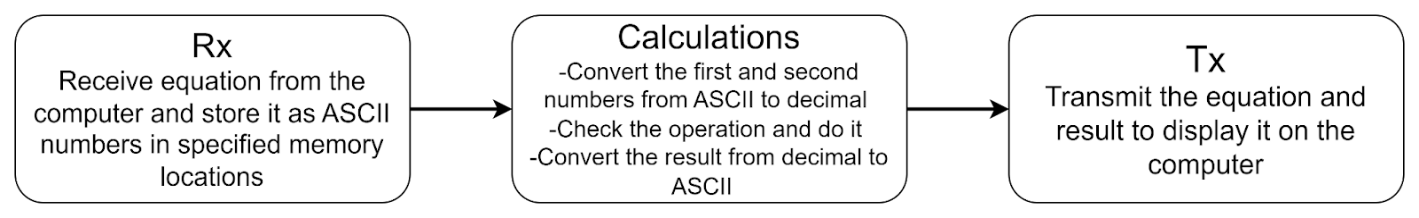 Rx
Receive equation from the
computer and store it as ASCII
numbers in specified memory
locations
Calculations
-Convert the first and second
numbers from ASCII to decimal
-Check the operation and do it
-Convert the result from decimal to
ASCII
Tx
Transmit the equation and
result to display it on the
computer